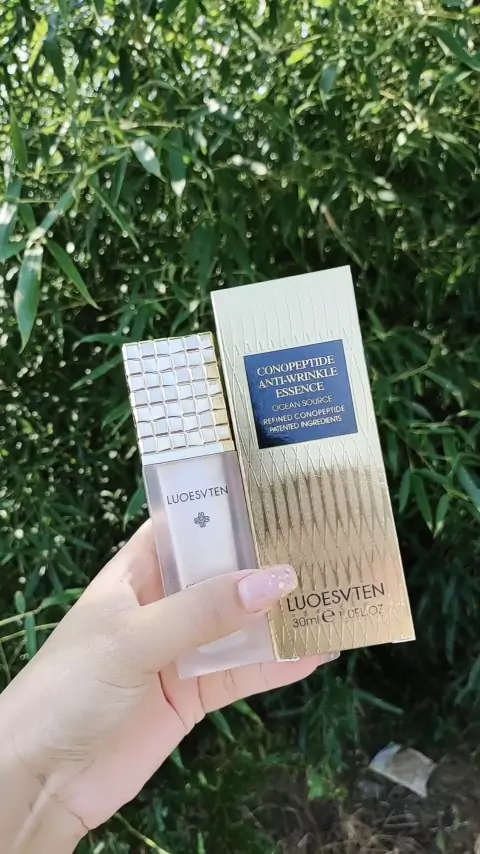 CONOPEPTIDE
ANTI-WRINKLE
ESSENCE
OCEAN SOURCE
REFINED CONOPEPTIDE
PATENTED INGREDIENTS
LUOESVTEN
30ml ℮ 1.0FL.OZ
LUOESVTEN